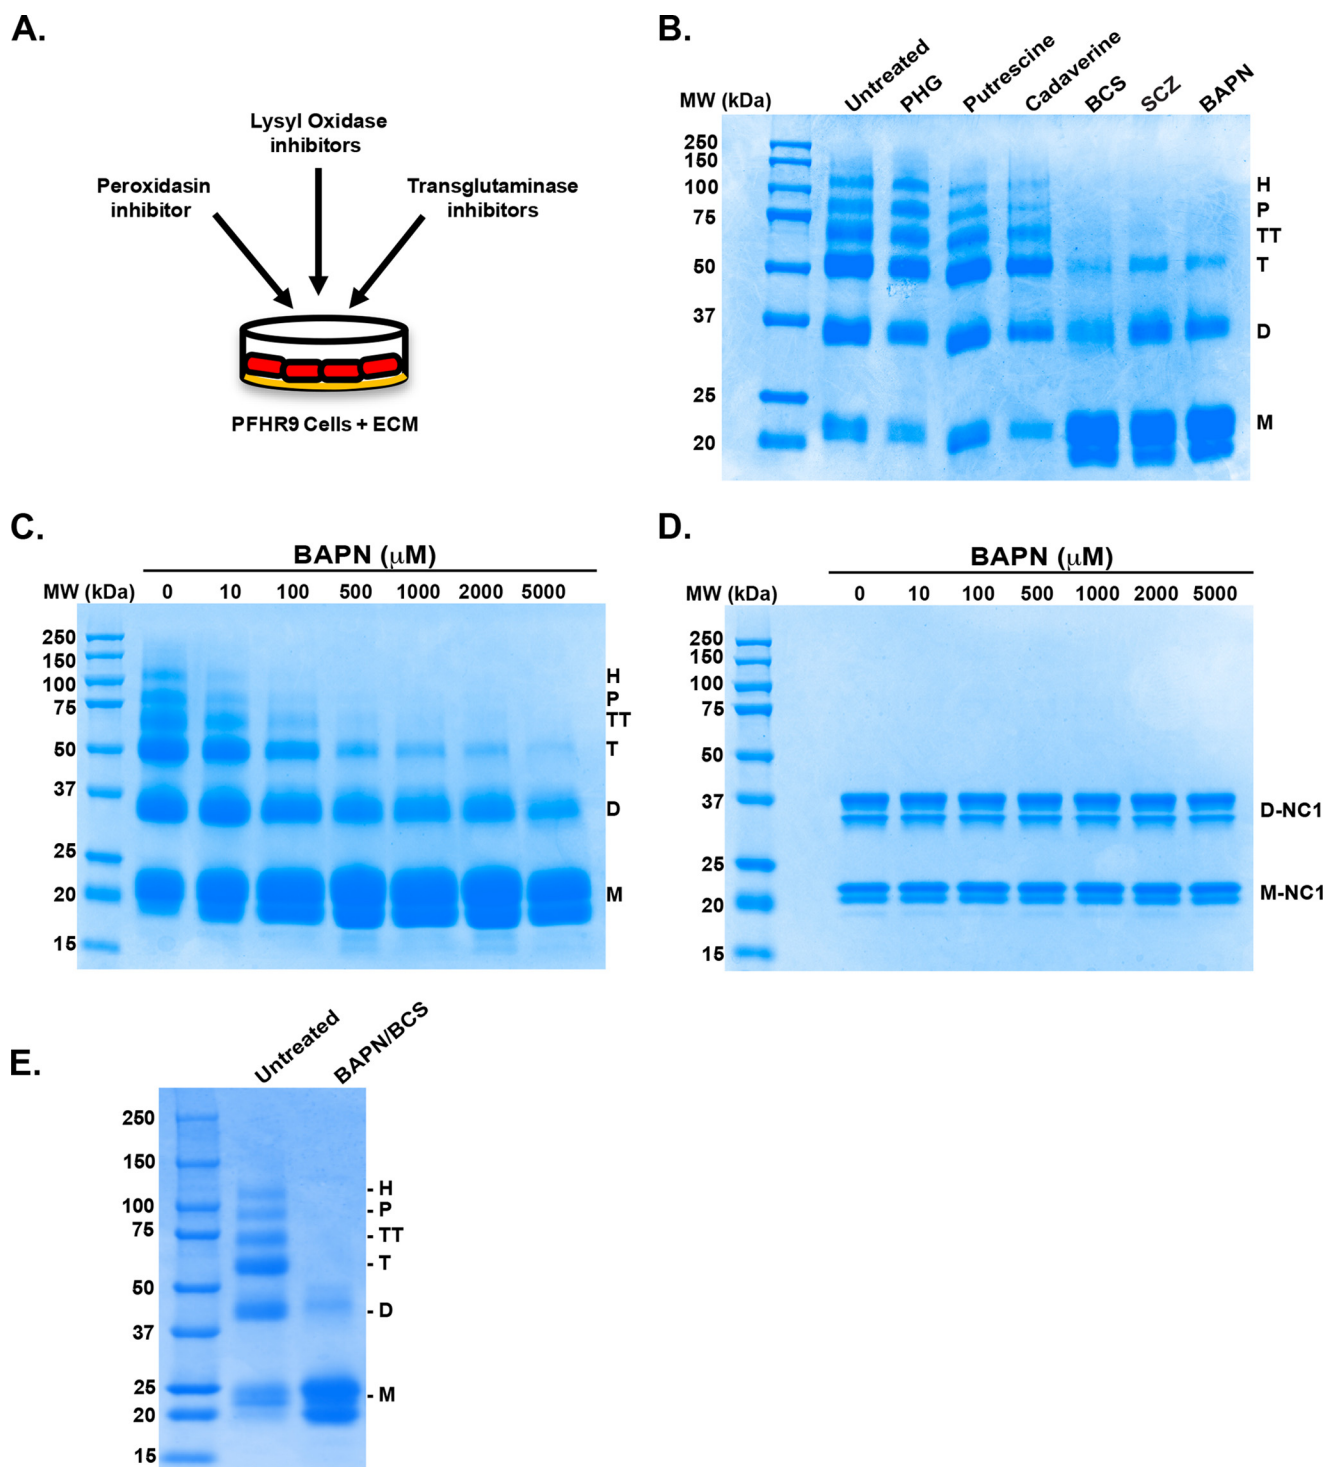 A.
Lysyl Oxidase
inhibitors
Peroxidasin
inhibitor
Transglutaminase
inhibitors
PFHR9 Cells + ECM
B.
Untreated
PHG
Putrescine
Cadaverine
BCS
SCZ
BAPN
MW (kDa)
250
150
100
75
50
37
25
20
H
P
TT
T
D
M
C.
BAPN (μM)
MW (kDa) 0 10 100 500 1000 2000 5000
250
150
100
75
50
37
25
20
15
H
P
TT
T
D
M
D.
BAPN (μM)
MW (kDa) 0 10 100 500 1000 2000 5000
250
150
100
75
50
37
25
20
15
D-NC1
M-NC1
E.
Untreated
BAPN/BCS
250
150
100
75
50
37
25
20
15
- H
- P
- TT
- T
- D
- M